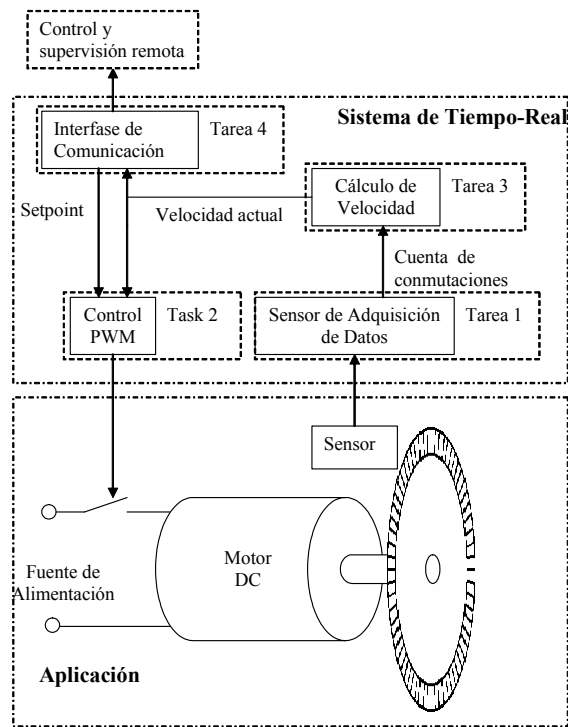 Control y
supervisión remota
Sistema de Tiempo-Real
Interfase de
Comunicación
Tarea 4
Cálculo de
Velocidad
Tarea 3
Setpoint
Velocidad actual
Cuenta de
conmutaciones
Control
PWM
Task 2
Sensor de Adquisición
de Datos
Tarea 1
Sensor
Motor
DC
Fuente de
Alimentación
Aplicación